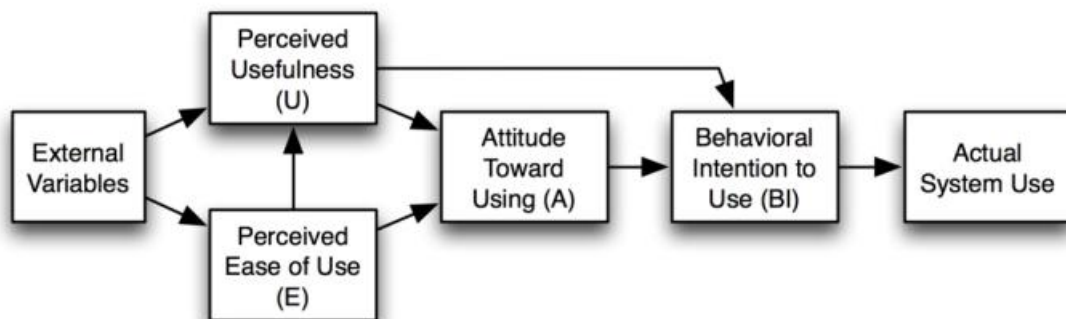 External
Variables
Perceived
Usefulness
(U)
Perceived
Ease of Use
(E)
Attitude
Toward
Using (A)
Behavioral
Intention to
Use (BI)
Actual
System Use